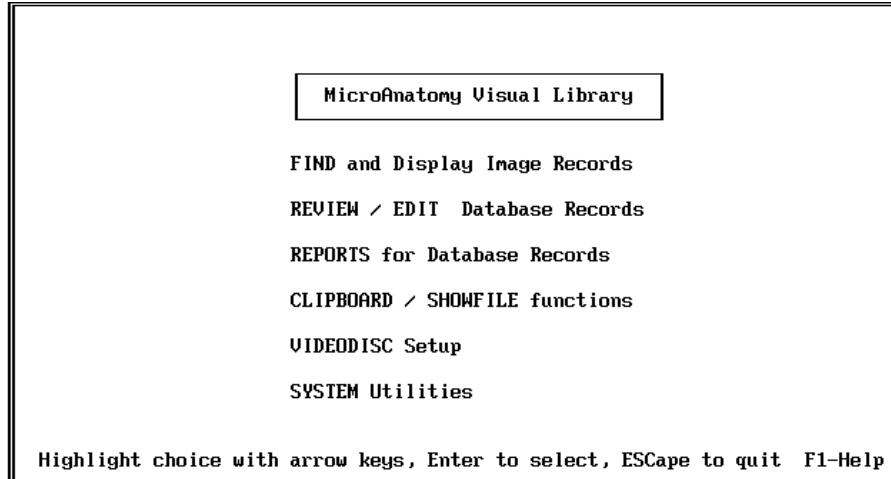 MicroAnatomy Visual Library
FIND and Display Image Records
REVIEW / EDIT  Database Records
REPORTS for Database Records
CLIPBOARD / SHOWFILE functions
VIDEODISC Setup
SYSTEM Utilities
Highlight choice with arrow keys, Enter to select, ESCape to quit  F1-Help